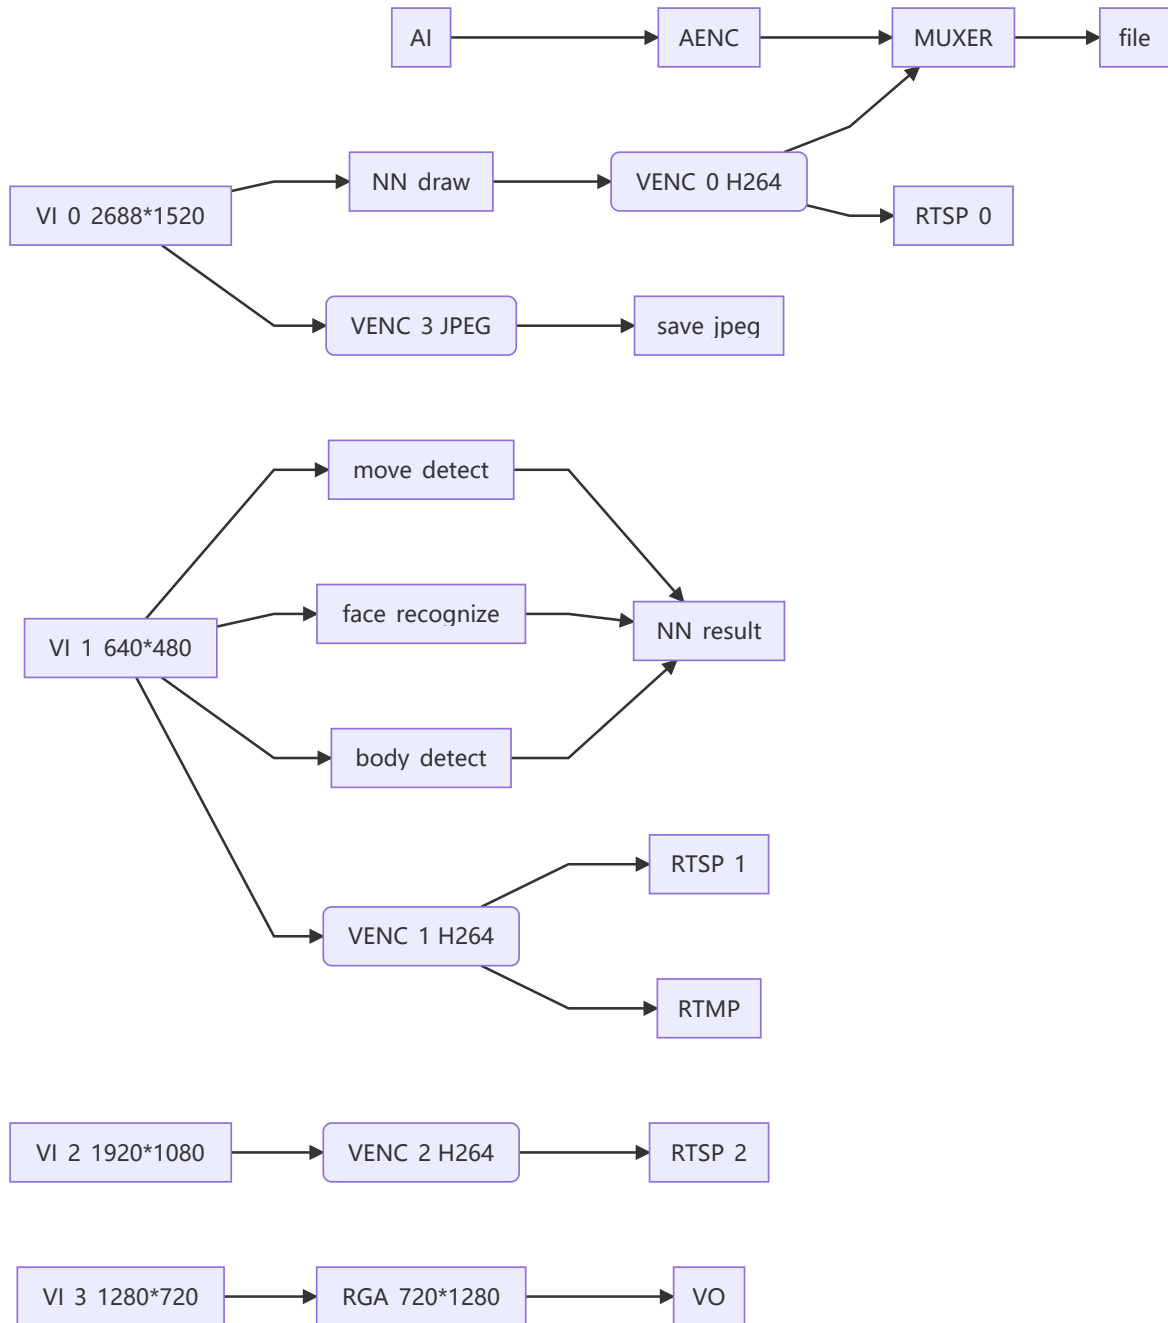 AI
AENC
MUXER
file
NN draw
VENC 0 H264
VI 0 2688*1520
RTSP 0
VENC 3 JPEG
save jpeg
move detect
face recognize
NN result
VI 1 640*480
body detect
RTSP 1
VENC 1 H264
RTMP
VI 2 1920*1080
VENC 2 H264
RTSP 2
VI 3 1280*720
RGA 720*1280
VO